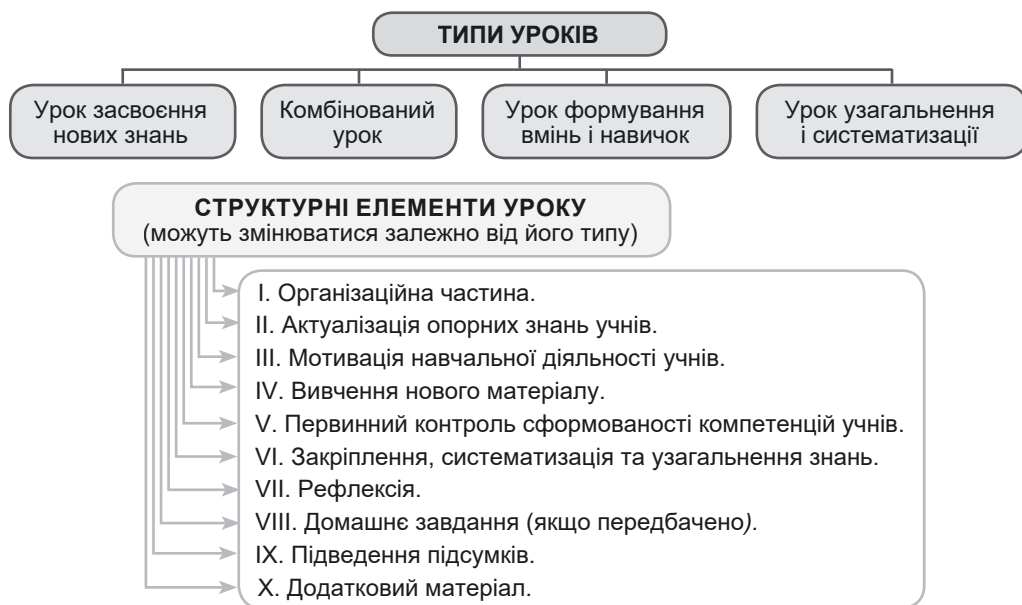 ТИПИ УРОКІВ
Урок засвоєння
нових знань
Комбінований
урок
Урок формування
вмінь і навичок
Урок узагальнення
і систематизації
СТРУКТУРНІ ЕЛЕМЕНТИ УРОКУ
(можуть змінюватися залежно від його типу)
I. Організаційна частина.
II. Актуалізація опорних знань учнів.
III. Мотивація навчальної діяльності учнів.
IV. Вивчення нового матеріалу.
V. Первинний контроль сформованості компетенцій учнів.
VI. Закріплення, систематизація та узагальнення знань.
VII. Рефлексія.
VIII. Домашнє завдання (якщо передбачено).
IX. Підведення підсумків.
X. Додатковий матеріал.